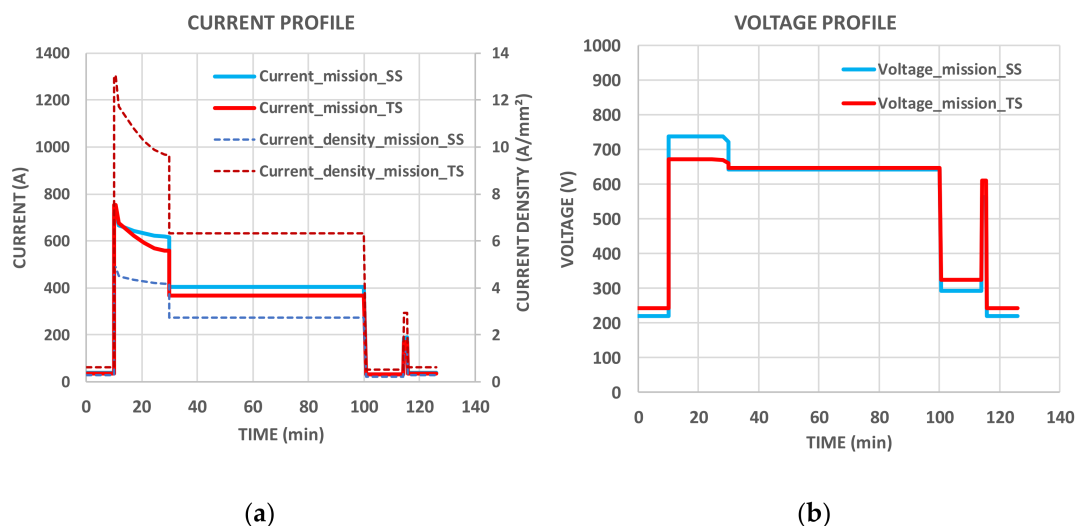 CURRENT PROFILE
1400
1200
1000
800
600
400
200
0
CURRENT (A)
14
12
10
8
6
4
2
0
CURRENT DENSITY (A/mm²)
Current_mission_SS
Current_mission_TS
Current_density_mission_SS
Current_density_mission_TS
0 20 40 60 80 100 120 140
TIME (min)
(a)
VOLTAGE PROFILE
1000
900
800
700
600
500
400
300
200
100
0
VOLTAGE (V)
Voltage_mission_SS
Voltage_mission_TS
0 20 40 60 80 100 120 140
TIME (min)
(b)